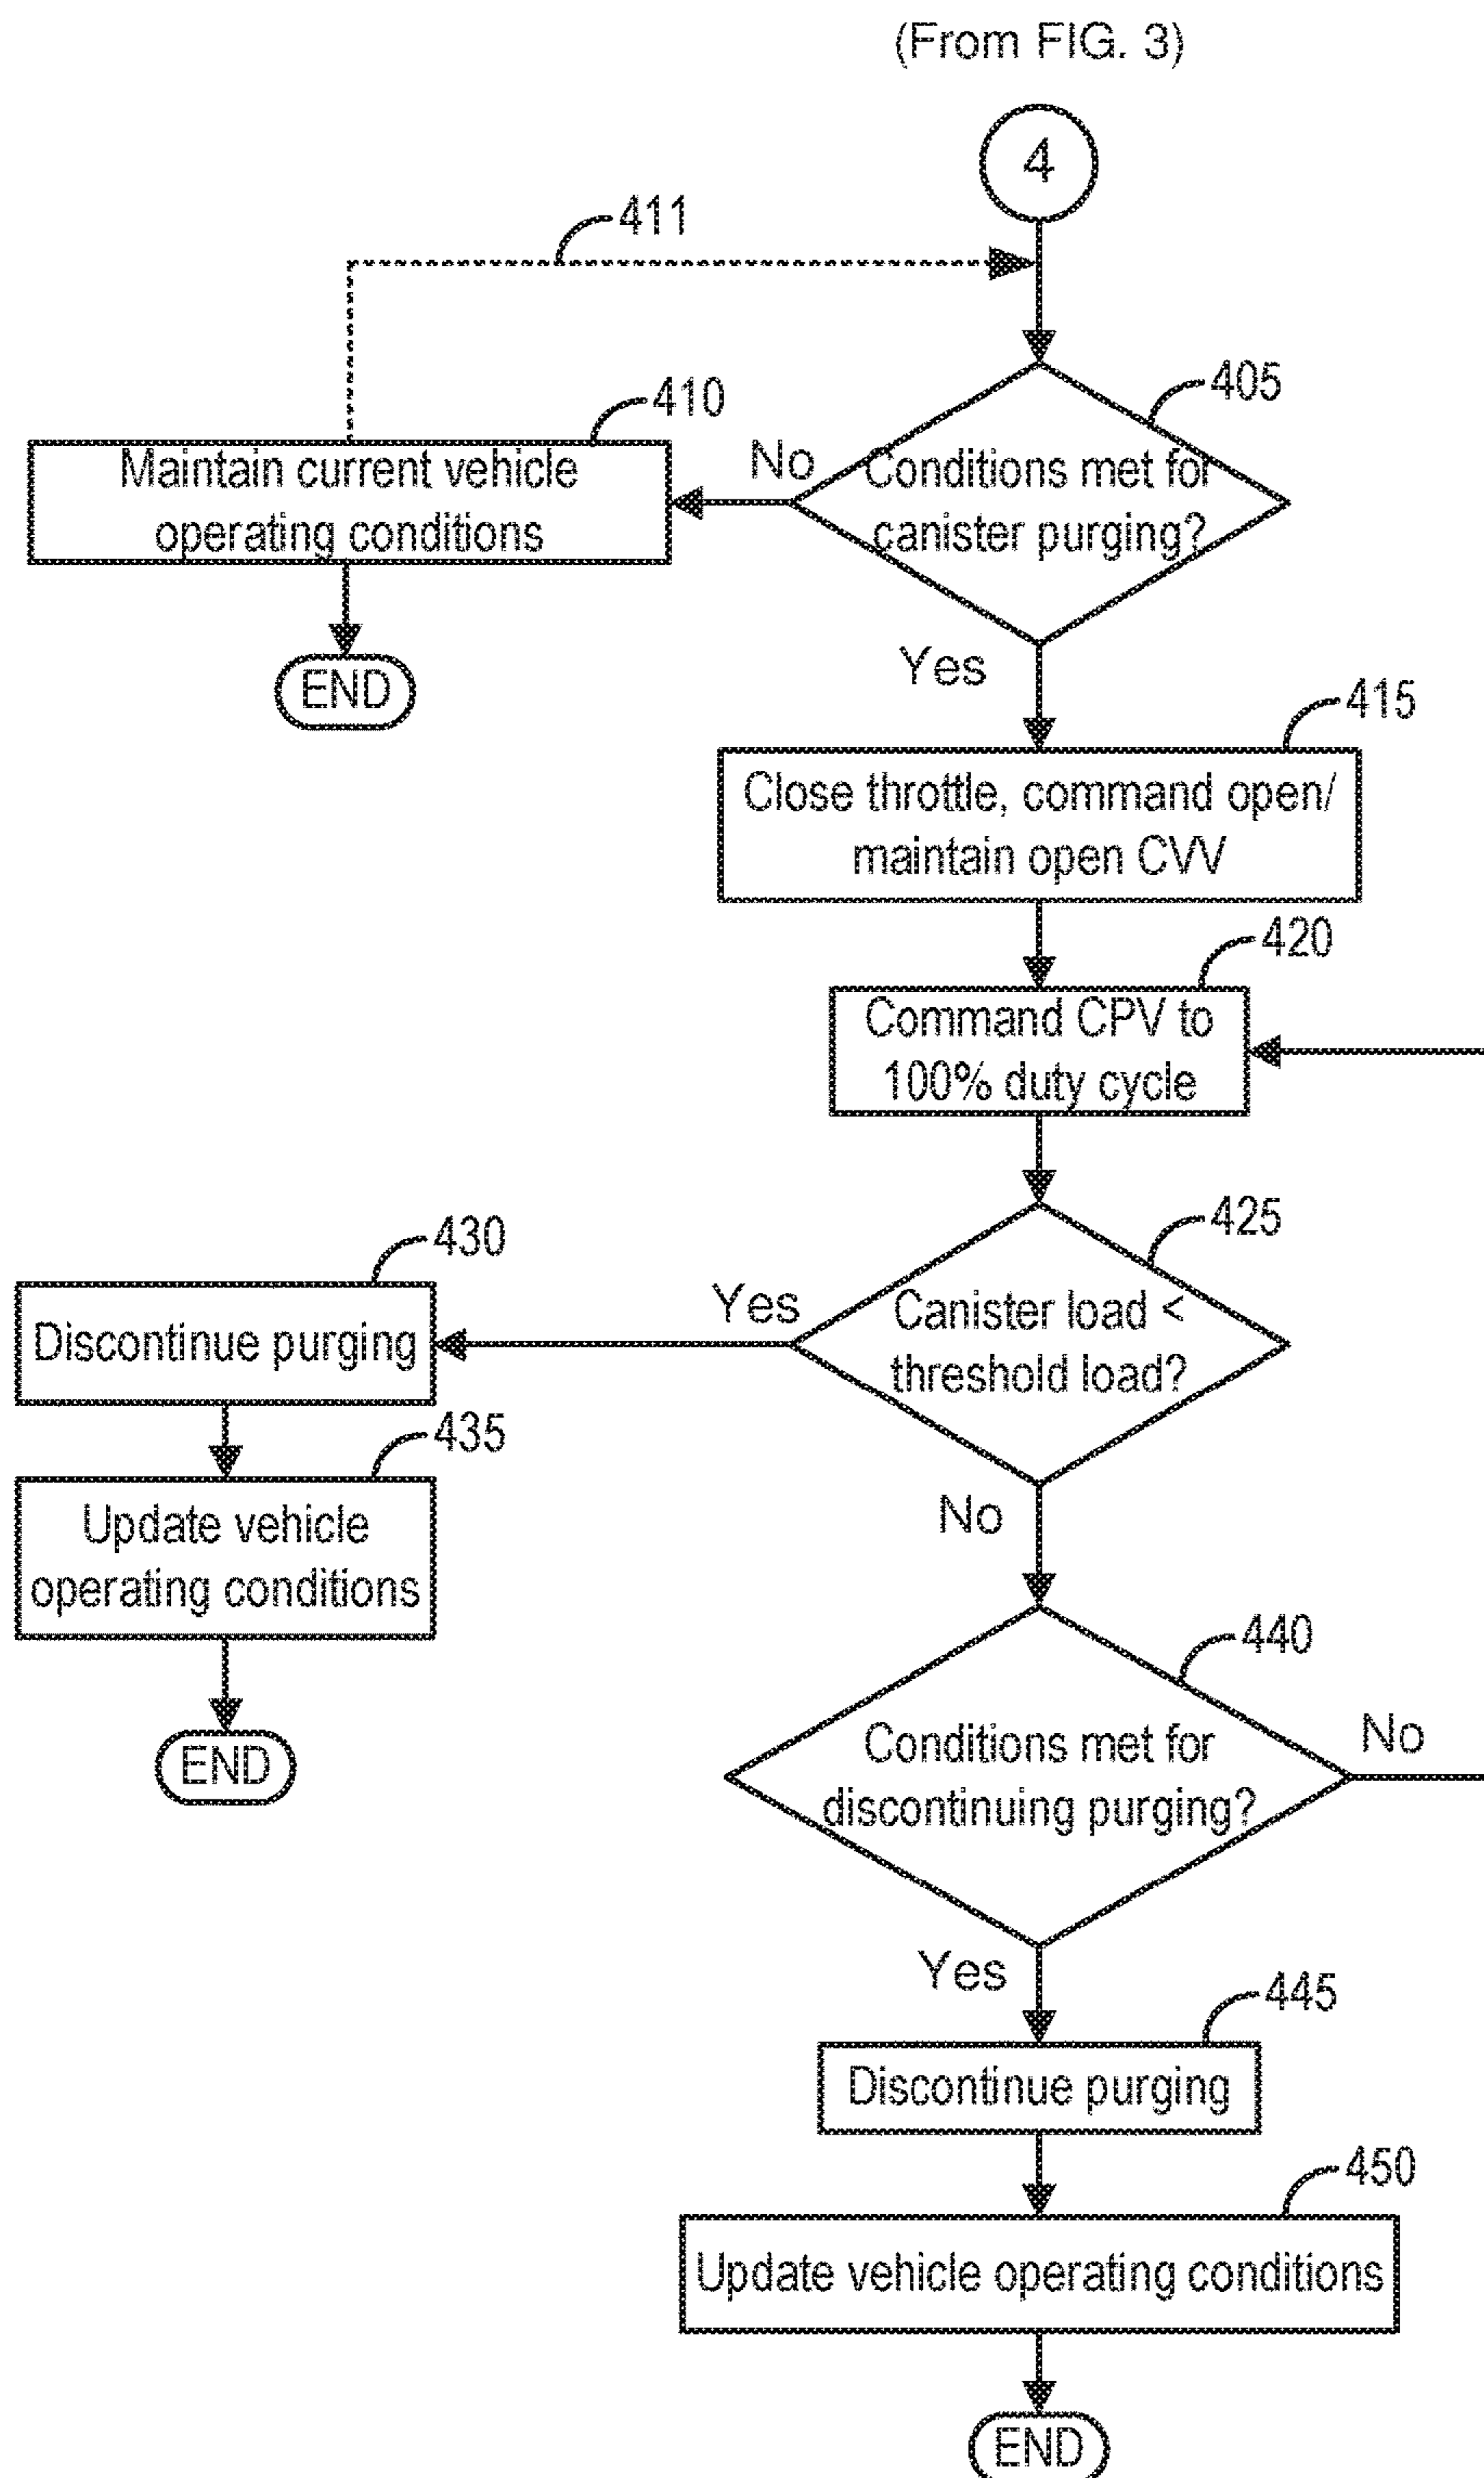 (From FIG. 3)
4
411
405
410
Maintain current vehicle
operating conditions
No
Conditions met for
canister purging?
END
Yes
415
Close throttle, command open/
maintain open CVV
420
Command CPV to
100% duty cycle
425
430
Yes
Canister load <
threshold load?
Discontinue purging
435
Update vehicle
operating conditions
No
END
440
Conditions met for
discontinuing purging?
No
Yes
445
Discontinue purging
450
Update vehicle operating conditions
END